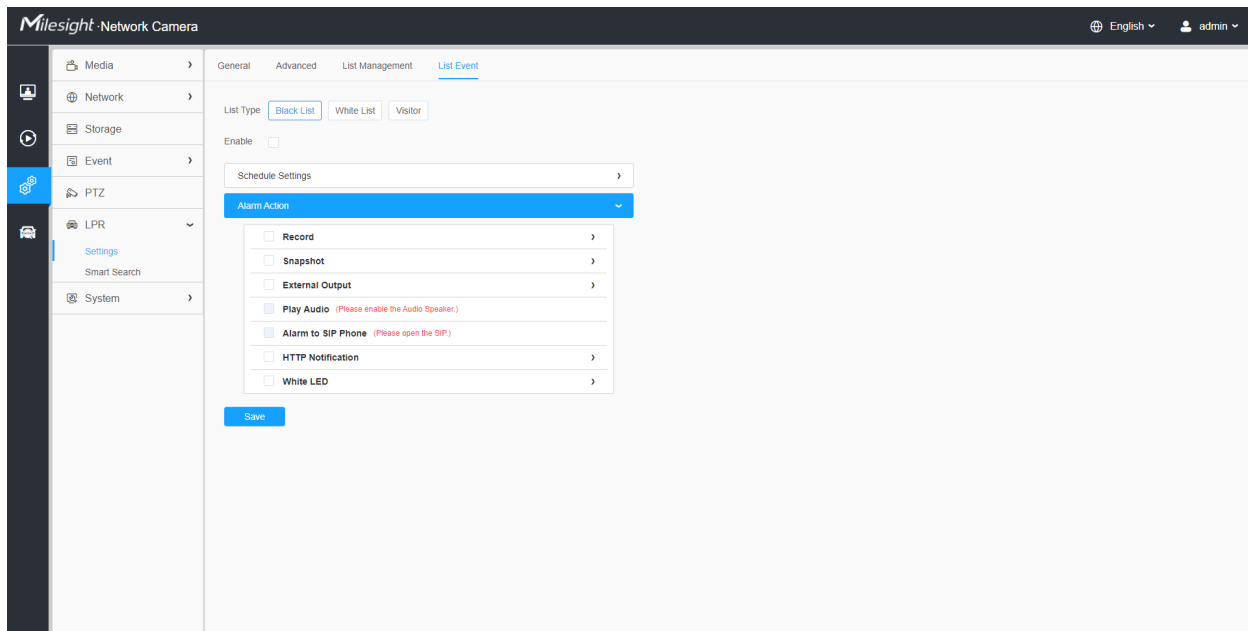 Milesight · Network Camera
English
admin
Media
Network
Storage
Event
PTZ
LPR
Settings
Smart Search
System
General Advanced List Management List Event
List Type Black List White List Visitor
Enable
Schedule Settings
Alarm Action
Record
Snapshot
External Output
Play Audio (Please enable the Audio Speaker.)
Alarm to SIP Phone (Please open the SIP.)
HTTP Notification
White LED
Save